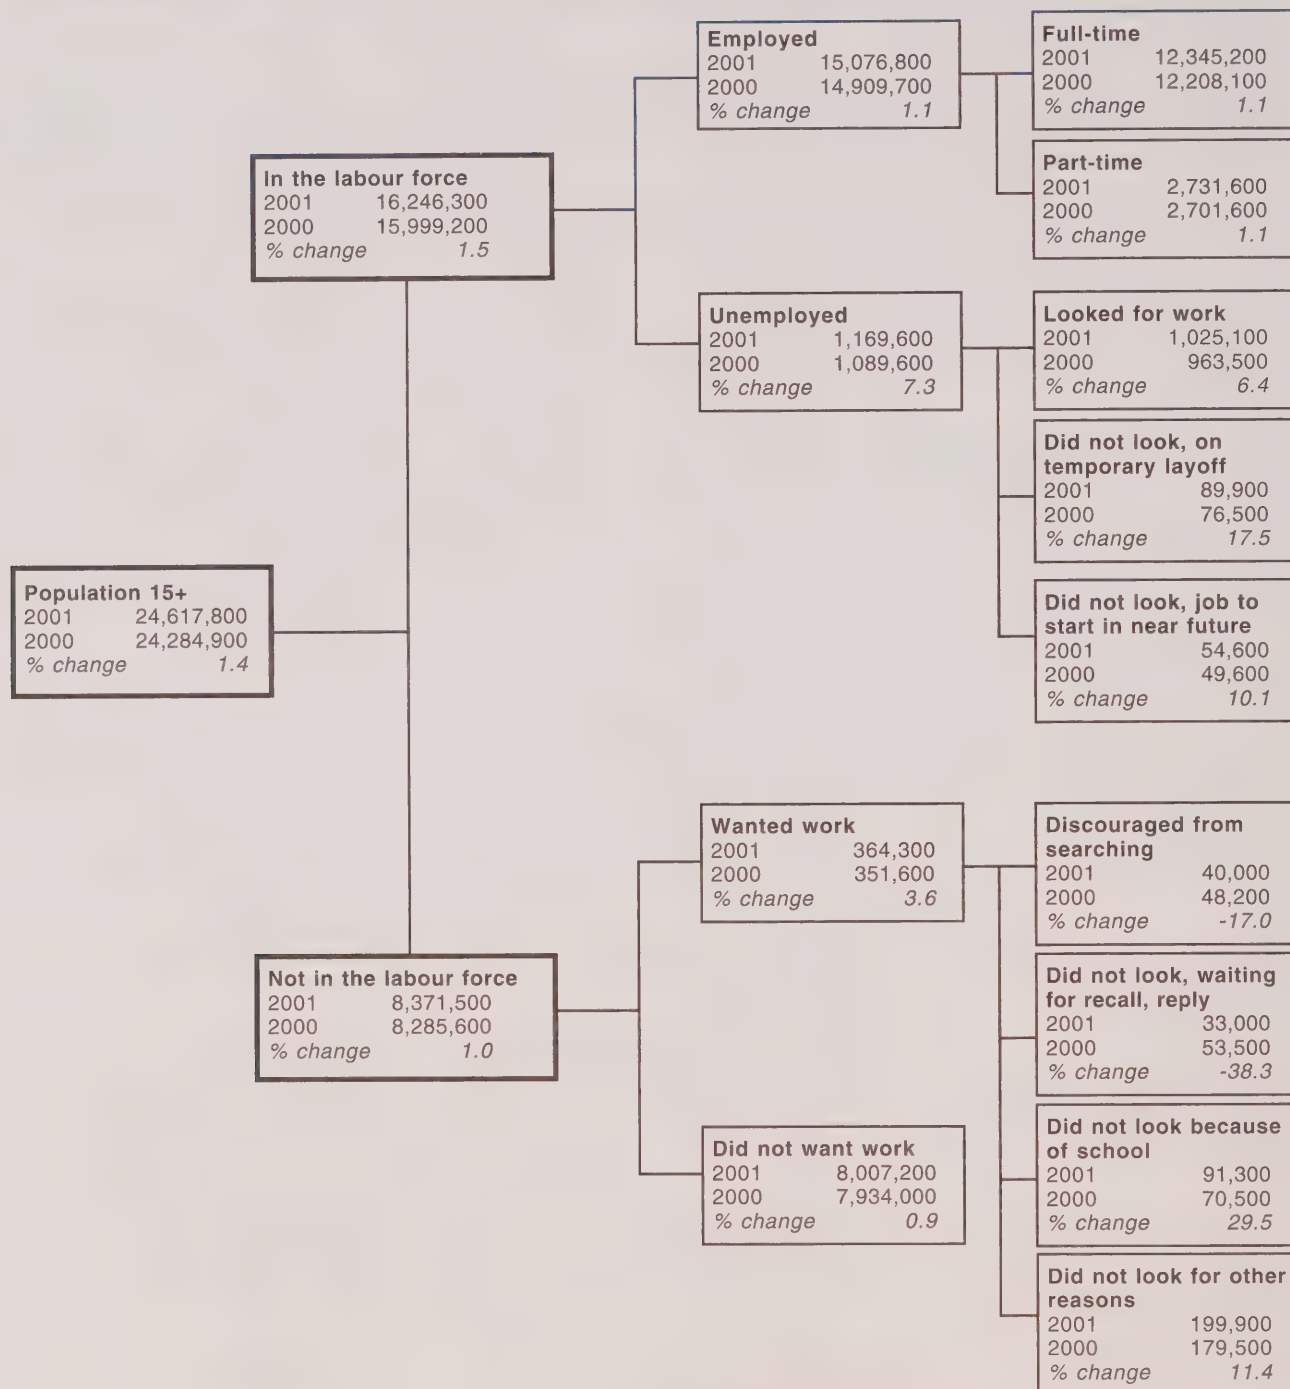 Employed
2001 15,076,800
2000 14,909,700
% change 1.1
Full-time
2001 12,345,200
2000 12,208,100
% change 1.1
Part-time
2001 2,731,600
2000 2,701,600
% change 1.1
In the labour force
2001 16,246,300
2000 15,999,200
% change 1.5
Unemployed
2001 1,169,600
2000 1,089,600
% change 7.3
Looked for work
2001 1,025,100
2000 963,500
% change 6.4
Did not look, on
temporary layoff
2001 89,900
2000 76,500
% change 17.5
Did not look, job to
start in near future
2001 54,600
2000 49,600
% change 10.1
Population 15+
2001 24,617,800
2000 24,284,900
% change 1.4
Wanted work
2001 364,300
2000 351,600
% change 3.6
Discouraged from
searching
2001 40,000
2000 48,200
% change -17.0
Not in the labour force
2001 8,371,500
2000 8,285,600
% change 1.0
Did not look, waiting
for recall, reply
2001 33,000
2000 53,500
% change -38.3
Did not want work
2001 8,007,200
2000 7,934,000
% change 0.9
Did not look because
of school
2001 91,300
2000 70,500
% change 29.5
Did not look for other
reasons
2001 199,900
2000 179,500
% change 11.4